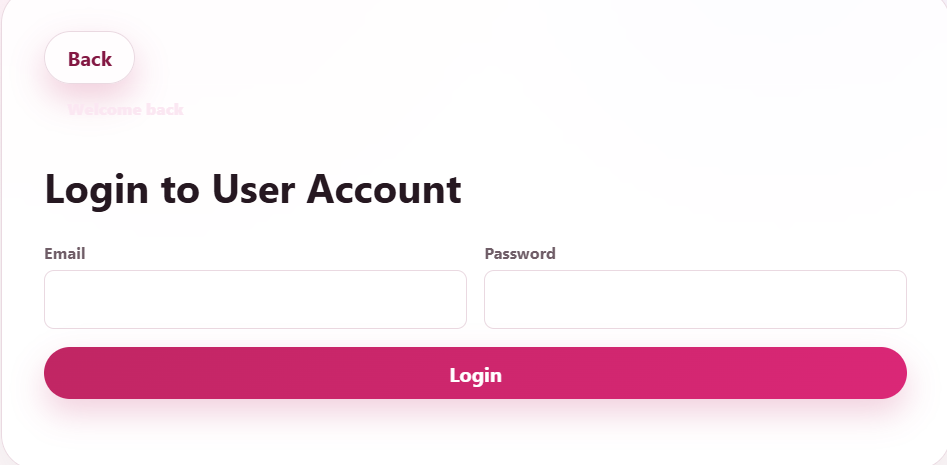 Back
Welcome back
Login to User Account
Email Password
Login